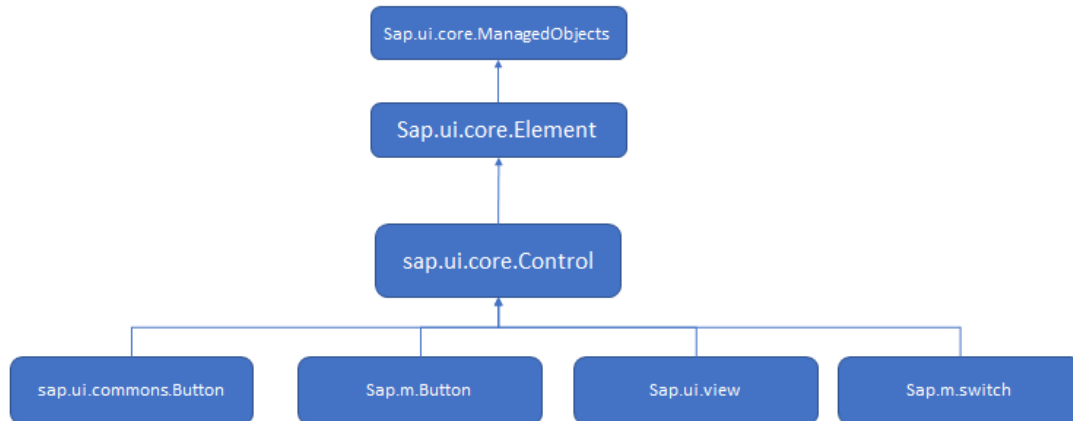 Sap.ui.core.ManagedObjects
Sap.ui.core.Element
sap.ui.core.Control
sap.ui.commons.Button
Sap.m.Button
Sap.ui.view
Sap.m.switch